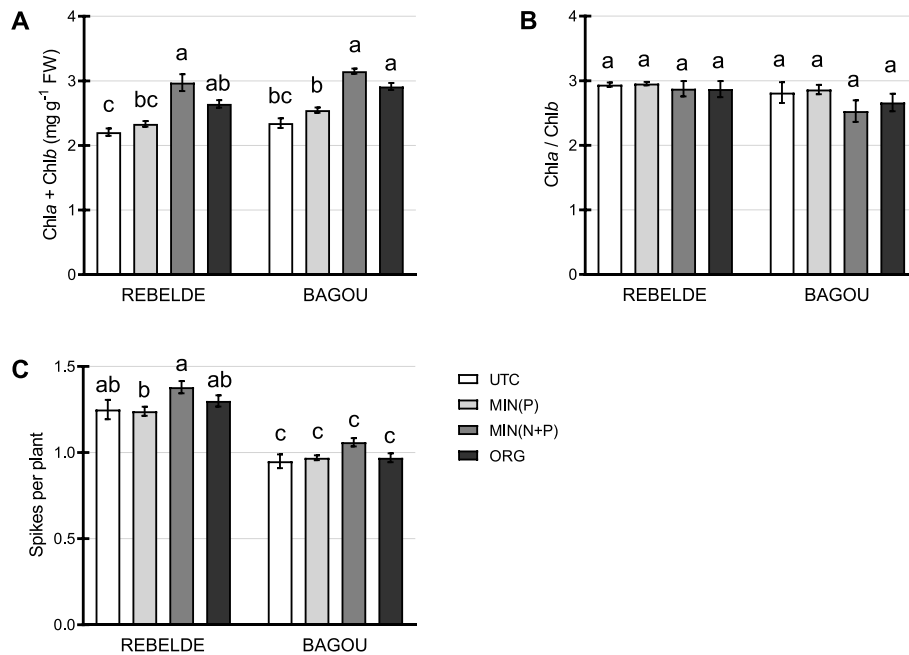 A
Chla + Chlb (mg g⁻¹ FW)
4
3
2
1
0
c bc a ab bc b a a
REBELDE BAGOU
B
Chla / Chlb
4
3
2
1
0
a a a a a a a a
REBELDE BAGOU
C
Spikes per plant
1.5
1.0
0.5
0.0
ab b a ab c c c c
REBELDE BAGOU
UTC
MIN(P)
MIN(N+P)
ORG